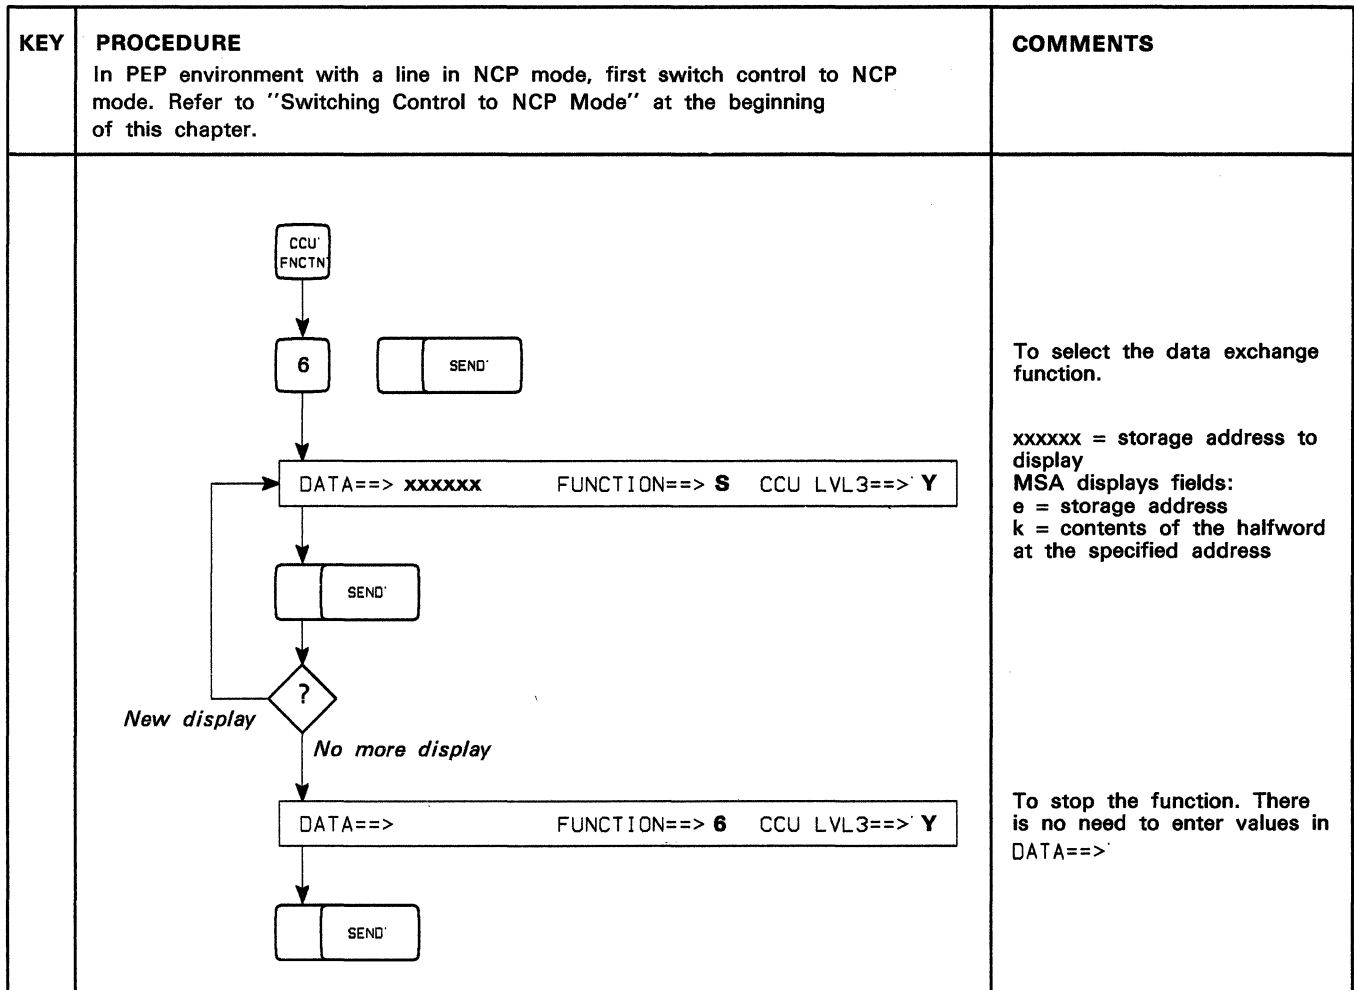 KEY
PROCEDURE
In PEP environment with a line in NCP mode, first switch control to NCP
mode. Refer to ''Switching Control to NCP Mode'' at the beginning
of this chapter.
COMMENTS
CCU
FNCTN
6
SEND
To select the data exchange
function.
DATA==> xxxxxx FUNCTION==> S CCU LVL3==> Y
xxxxxx = storage address to
display
MSA displays fields:
e = storage address
k = contents of the halfword
at the specified address
SEND
?
New display
No more display
DATA==> FUNCTION==> 6 CCU LVL3==> Y
To stop the function. There
is no need to enter values in
DATA==>
SEND